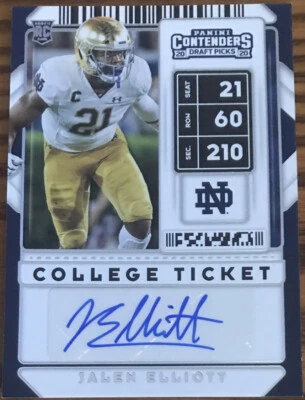 RC
PANINI
CONTENDERS
20 DRAFT PICKS 20
SEAT 21
ROW 60
SEC. 210
C
21
ND
COLLEGE TICKET
J Elliott
JALEN ELLIOTT